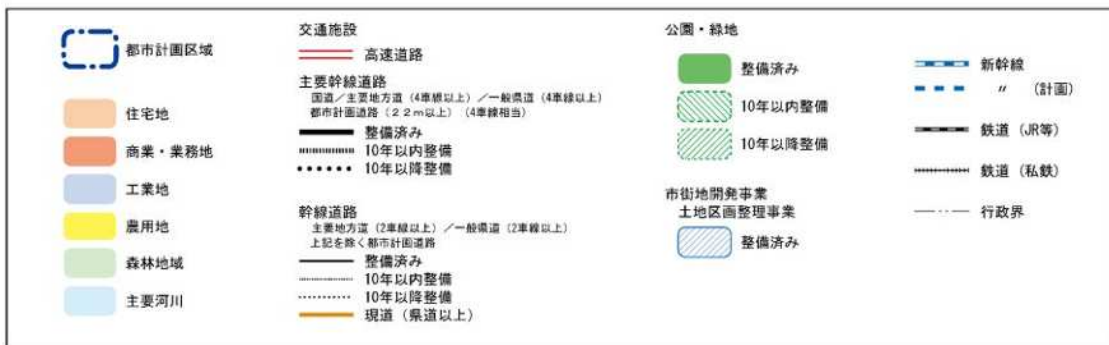 都市計画区域
住宅地
商業・業務地
工業地
農用地
森林地域
主要河川
交通施設
高速道路
主要幹線道路
国道／主要地方道（4車線以上）／一般県道（4車線以上）
都市計画道路（22m以上）（4車線相当）
整備済み
10年以内整備
10年以降整備
幹線道路
主要地方道（2車線以上）／一般県道（2車線以上）
上記を除く都市計画道路
整備済み
10年以内整備
10年以降整備
現道（県道以上）
公園・緑地
整備済み
10年以内整備
10年以降整備
市街地開発事業
土地区画整理事業
整備済み
新幹線
〃 （計画）
鉄道（JR等）
鉄道（私鉄）
行政界